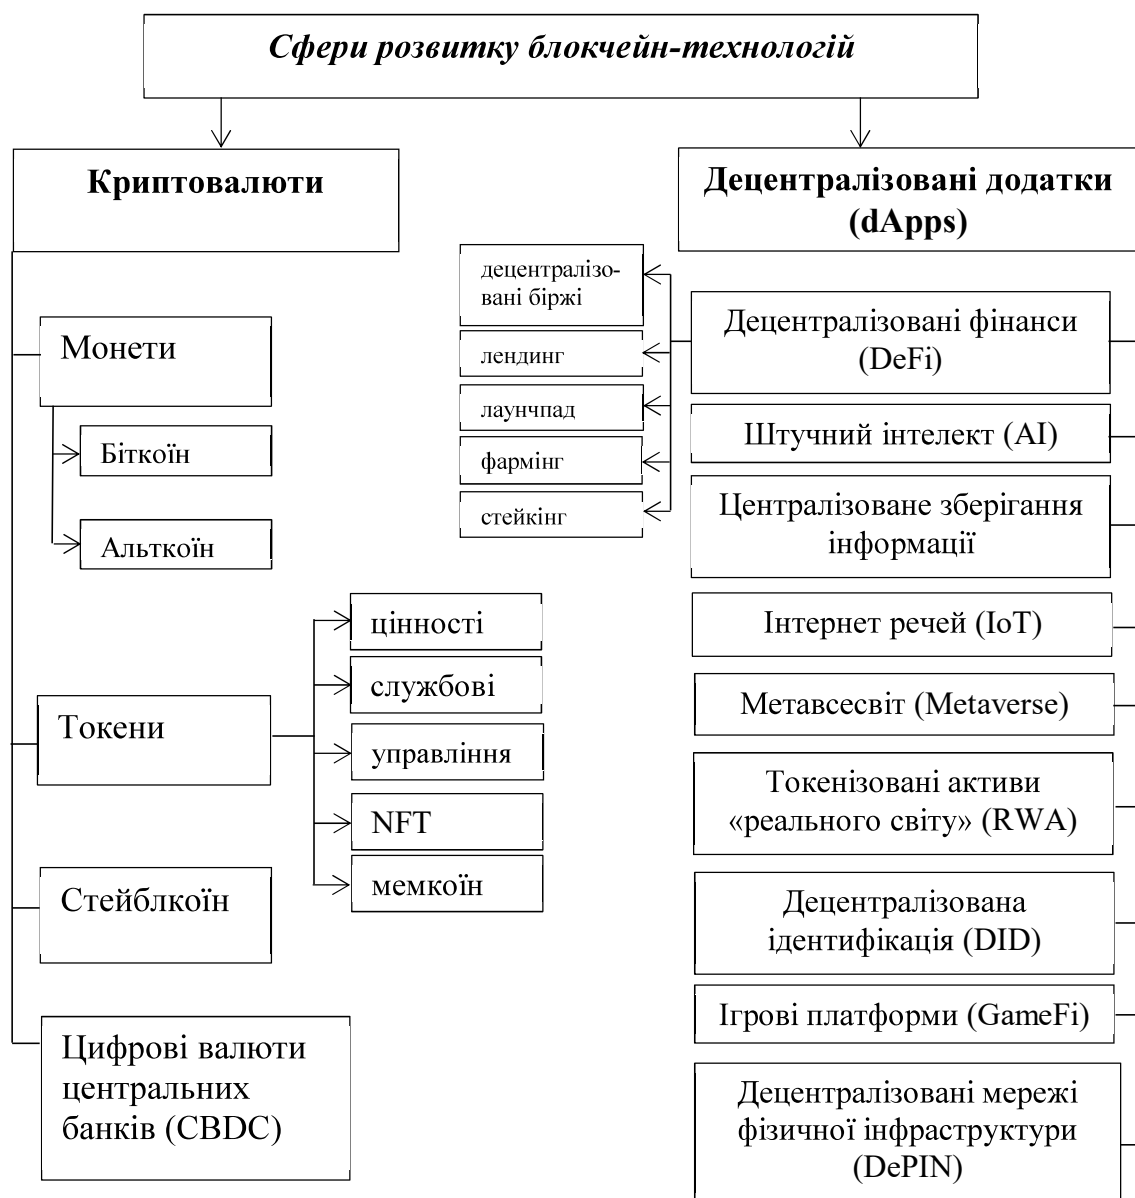 Сфери розвитку блокчейн-технологій
Криптовалюти
Монети
Біткоїн
Альткоїн
Токени
цінності
службові
управління
NFT
мемкоїн
Стейблкоїн
Цифрові валюти
центральних
банків (CBDC)
Децентралізовані додатки
(dApps)
децентралізо-
вані біржі
лендинг
лаунчпад
фармінг
стейкінг
Децентралізовані фінанси
(DeFi)
Штучний інтелект (AI)
Централізоване зберігання
інформації
Інтернет речей (IoT)
Метавсесвіт (Metaverse)
Токенізовані активи
«реального світу» (RWA)
Децентралізована
ідентифікація (DID)
Ігрові платформи (GameFi)
Децентралізовані мережі
фізичної інфраструктури
(DePIN)